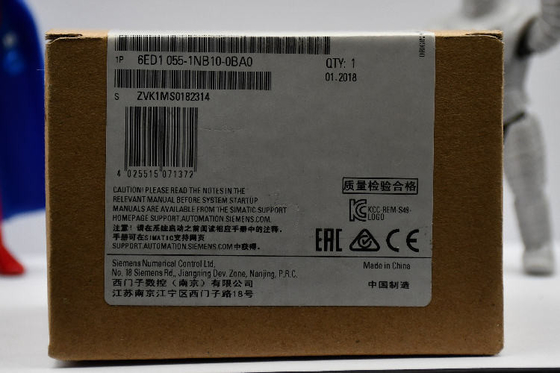 1P 6ED1 055-1NB10-0BA0
QTY: 1
01.2018
S ZVK1MS0182314
4 025515 071372
CAUTION! PLEASE READ THE NOTES IN THE
RELEVANT MANUAL BEFORE SYSTEM STARTUP
MANUALS ARE AVAILABLE FROM THE SIMATIC SUPPORT
HOMEPAGE SUPPORT.AUTOMATION.SIEMENS.COM.
注意!请在系统启动之前阅读相应手册中的注释。
手册可在SIMATIC支持网页
SUPPORT.AUTOMATION.SIEMENS.COM中获得。
质量检验合格
KCC-REM-S49-
LOGO
EAC CE
Siemens Numerical Control Ltd.
No. 18 Siemens Rd., Jiangning Dev. Zone, Nanjing, P.R.C.
西门子数控(南京)有限公司
江苏南京江宁区西门子路18号
Made in China
中国制造